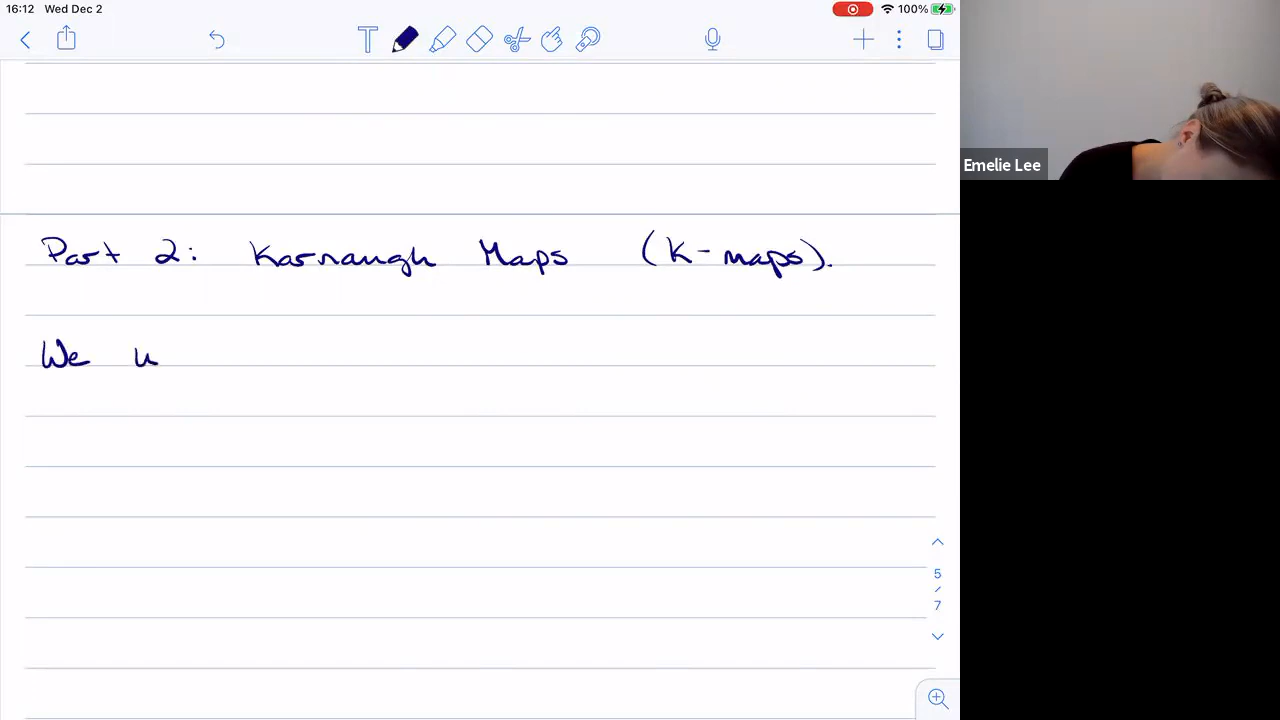 16:12 Wed Dec 2
100%
T
Emelie Lee
Part 2: Karnaugh Maps (K-maps).
We u
5
/
7